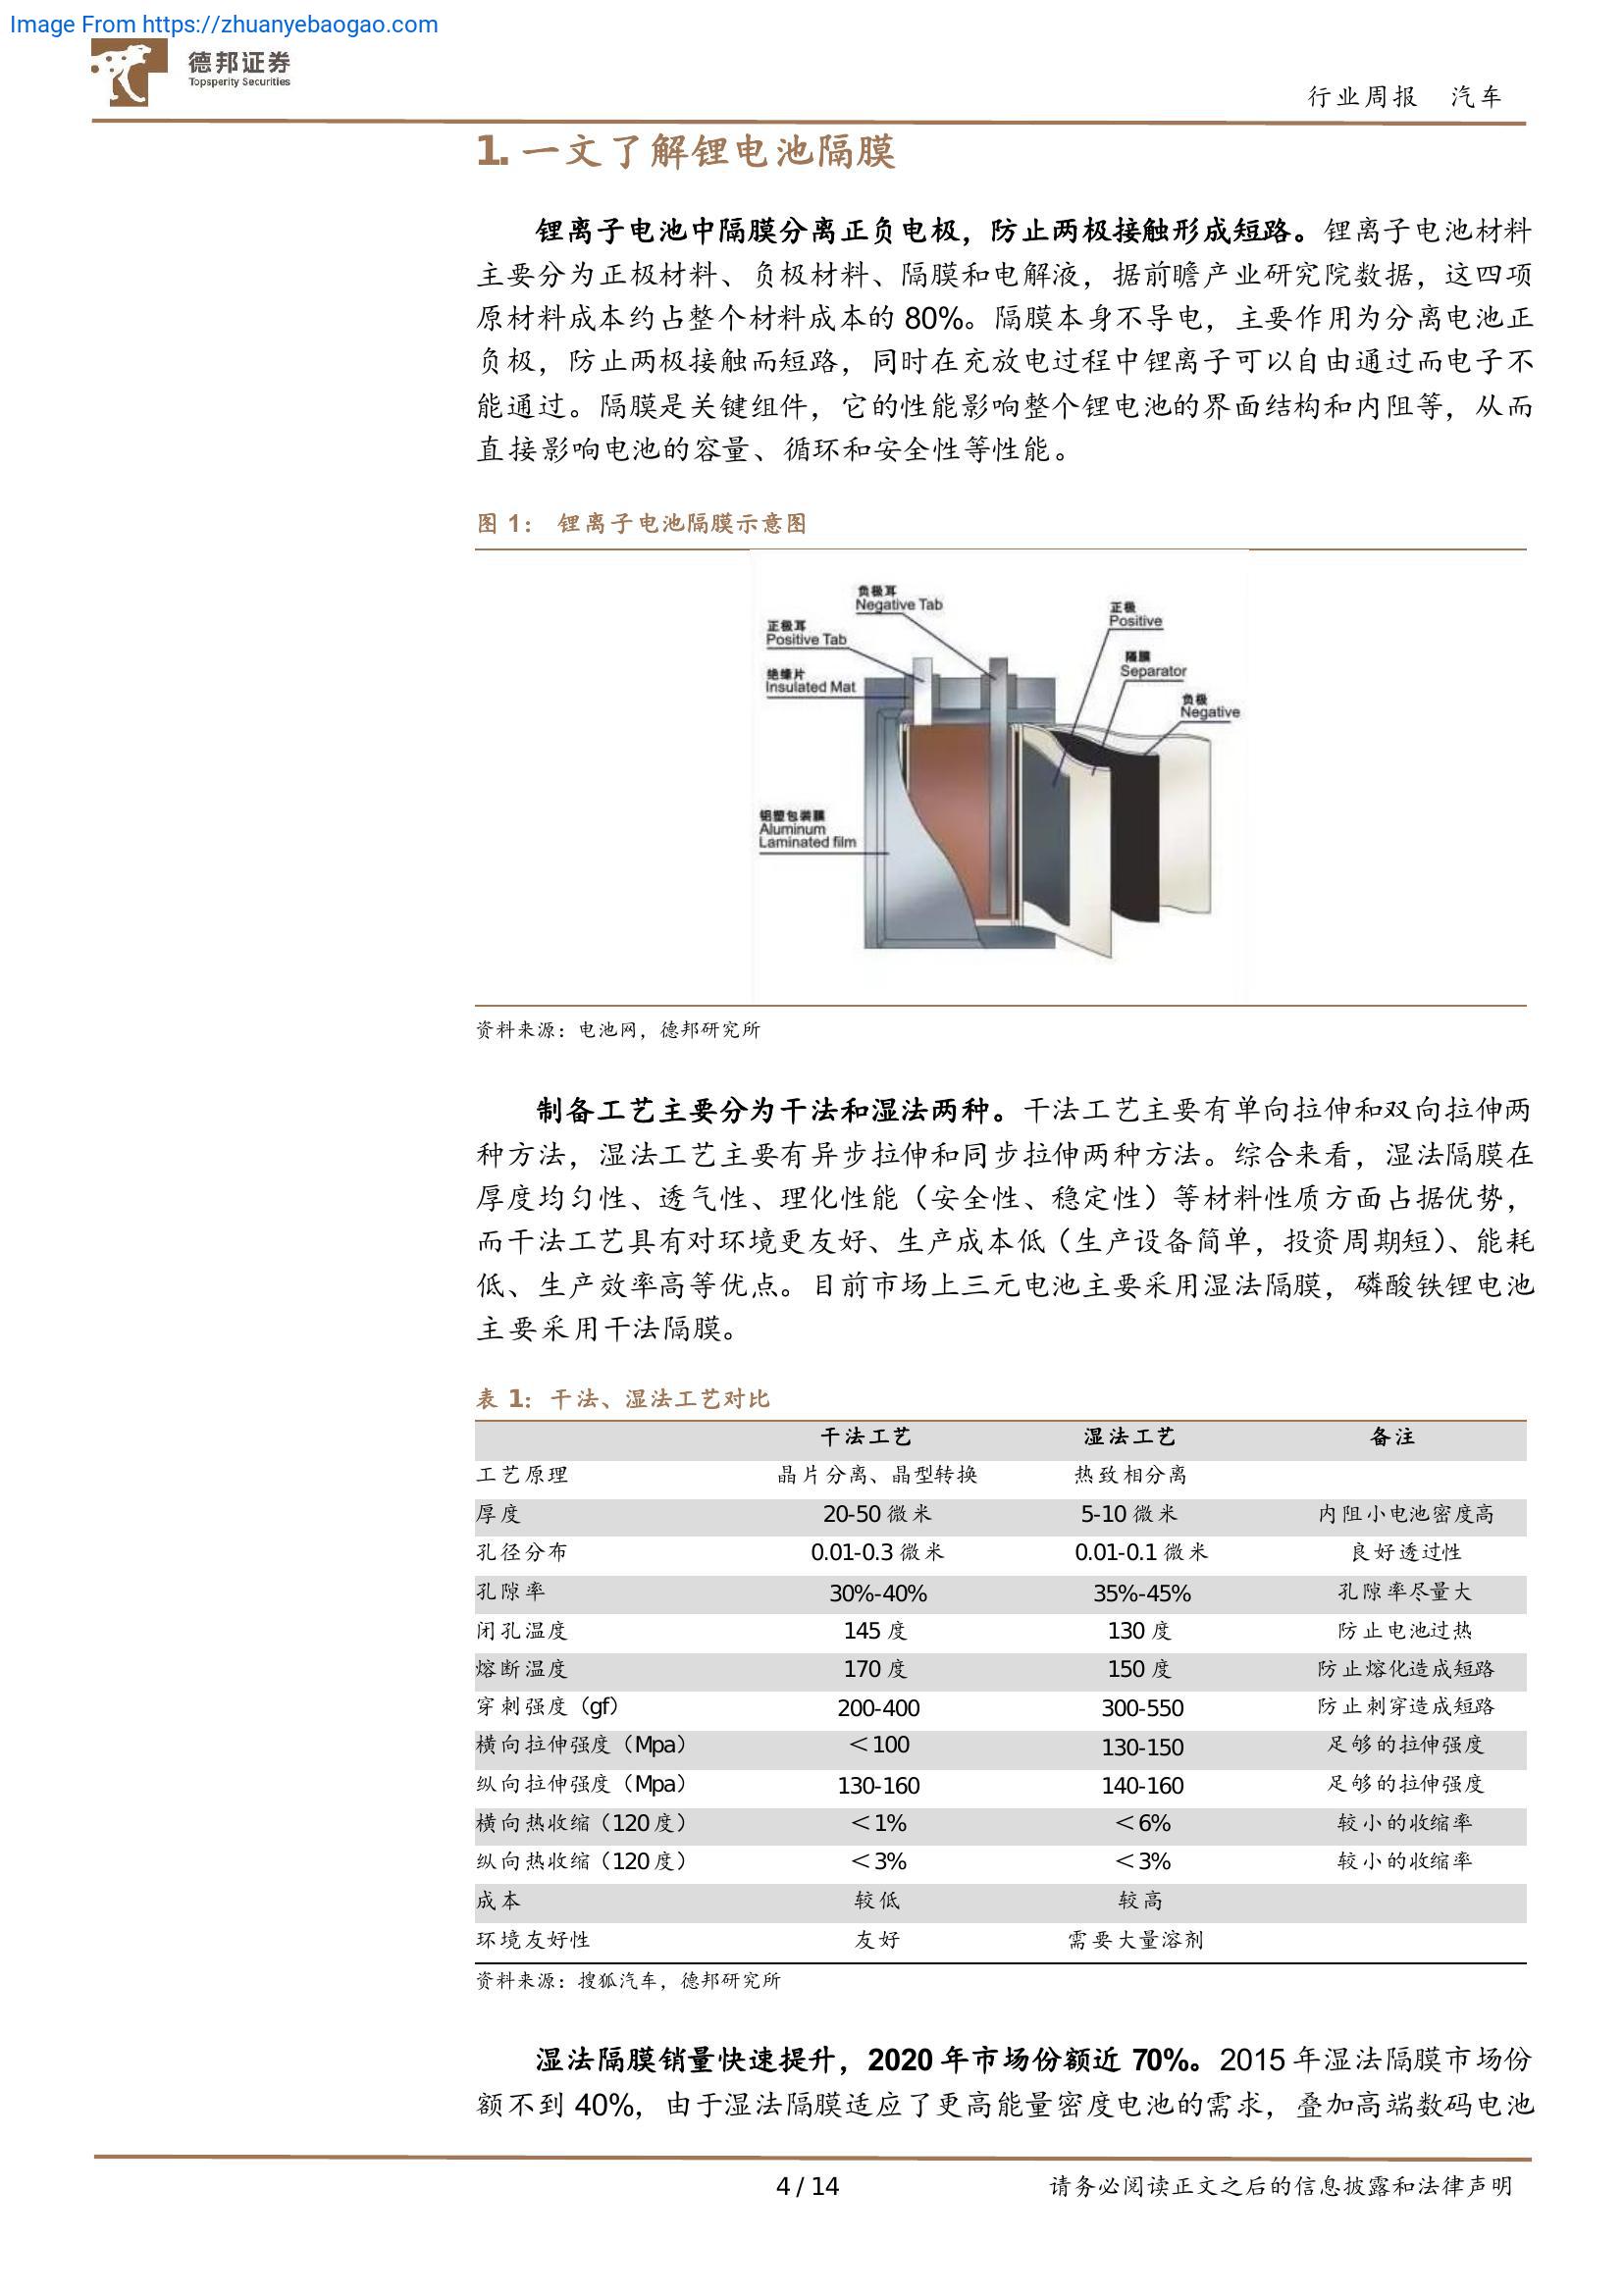 Image From https://zhuanyebaogao.com
德邦证券
Topsperity Securities
行业周报 汽车
1. 一文了解锂电池隔膜
锂离子电池中隔膜分离正负电极，防止两极接触形成短路。锂离子电池材料
主要分为正极材料、负极材料、隔膜和电解液，据前瞻产业研究院数据，这四项
原材料成本约占整个材料成本的 80%。隔膜本身不导电，主要作用为分离电池正
负极，防止两极接触而短路，同时在充放电过程中锂离子可以自由通过而电子不
能通过。隔膜是关键组件，它的性能影响整个锂电池的界面结构和内阻等，从而
直接影响电池的容量、循环和安全性等性能。
图 1： 锂离子电池隔膜示意图
负极耳
Negative Tab
正极耳
Positive Tab
绝缘片
Insulated Mat
正极
Positive
隔膜
Separator
负极
Negative
铝塑包装膜
Aluminum
Laminated film
资料来源：电池网，德邦研究所
制备工艺主要分为干法和湿法两种。干法工艺主要有单向拉伸和双向拉伸两
种方法，湿法工艺主要有异步拉伸和同步拉伸两种方法。综合来看，湿法隔膜在
厚度均匀性、透气性、理化性能（安全性、稳定性）等材料性质方面占据优势，
而干法工艺具有对环境更友好、生产成本低（生产设备简单，投资周期短）、能耗
低、生产效率高等优点。目前市场上三元电池主要采用湿法隔膜，磷酸铁锂电池
主要采用干法隔膜。
表 1：干法、湿法工艺对比
干法工艺 湿法工艺 备注
工艺原理 晶片分离、晶型转换 热致相分离
厚度 20-50 微米 5-10 微米 内阻小电池密度高
孔径分布 0.01-0.3 微米 0.01-0.1 微米 良好透过性
孔隙率 30%-40% 35%-45% 孔隙率尽量大
闭孔温度 145 度 130 度 防止电池过热
熔断温度 170 度 150 度 防止熔化造成短路
穿刺强度（gf） 200-400 300-550 防止刺穿造成短路
横向拉伸强度（Mpa） ＜100 130-150 足够的拉伸强度
纵向拉伸强度（Mpa） 130-160 140-160 足够的拉伸强度
横向热收缩（120 度） ＜1% ＜6% 较小的收缩率
纵向热收缩（120 度） ＜3% ＜3% 较小的收缩率
成本 较低 较高
环境友好性 友好 需要大量溶剂
资料来源：搜狐汽车，德邦研究所
湿法隔膜销量快速提升，2020 年市场份额近 70%。2015 年湿法隔膜市场份
额不到 40%，由于湿法隔膜适应了更高能量密度电池的需求，叠加高端数码电池
4 / 14 请务必阅读正文之后的信息披露和法律声明